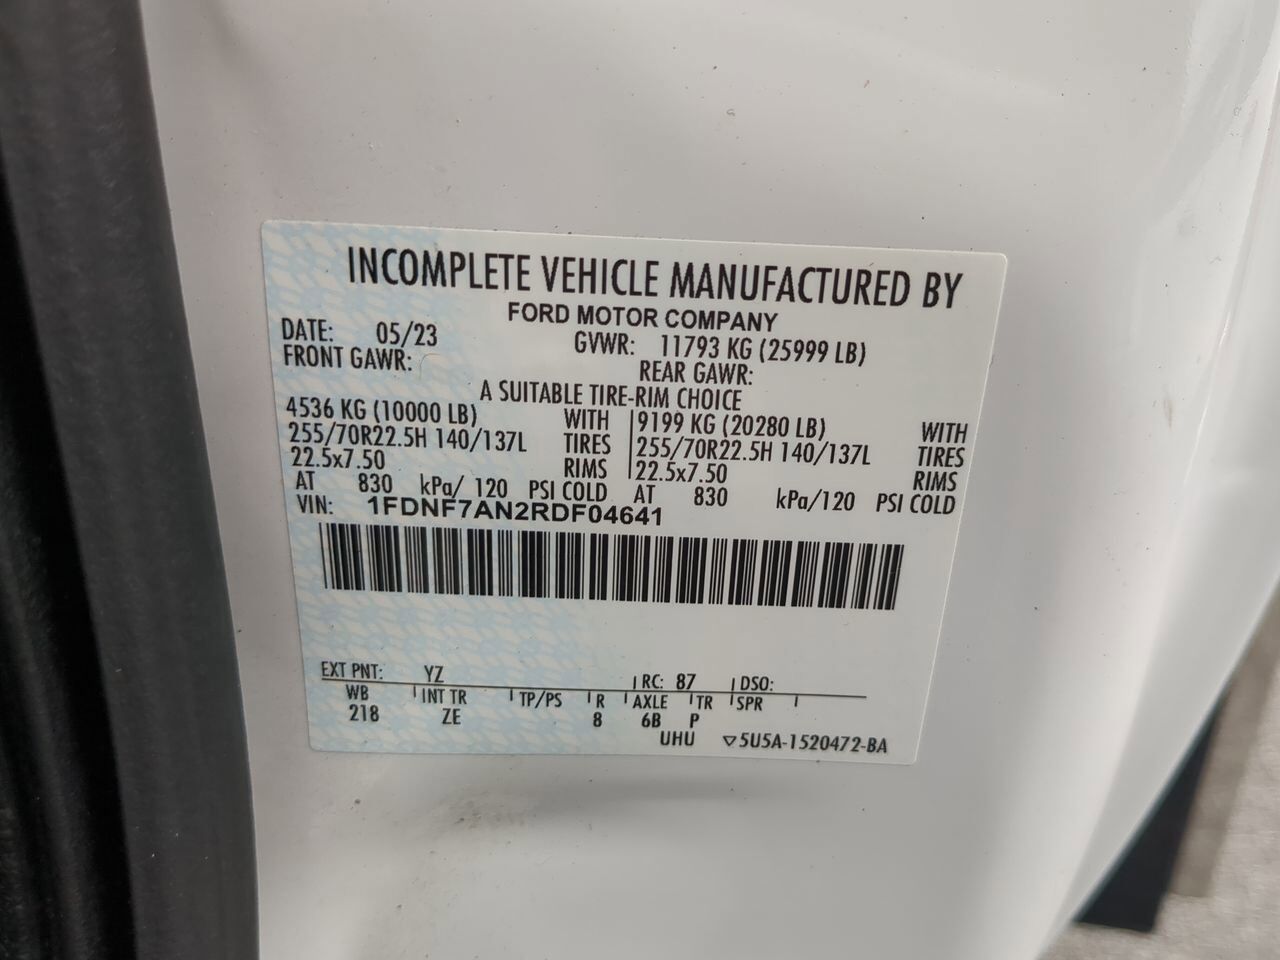 INCOMPLETE VEHICLE MANUFACTURED BY
FORD MOTOR COMPANY
DATE: 05/23 GVWR: 11793 KG (25999 LB)
FRONT GAWR: REAR GAWR:
A SUITABLE TIRE-RIM CHOICE
4536 KG (10000 LB) WITH 9199 KG (20280 LB) WITH
255/70R22.5H 140/137L TIRES 255/70R22.5H 140/137L TIRES
22.5x7.50 RIMS 22.5x7.50 RIMS
AT 830 kPa/ 120 PSI COLD AT 830 kPa/120 PSI COLD
VIN: 1FDNF7AN2RDF04641
EXT PNT: YZ RC: 87 DSO:
WB INT TR TP/PS R AXLE TR SPR
218 ZE 8 6B P
UHU ▽5U5A-1520472-BA